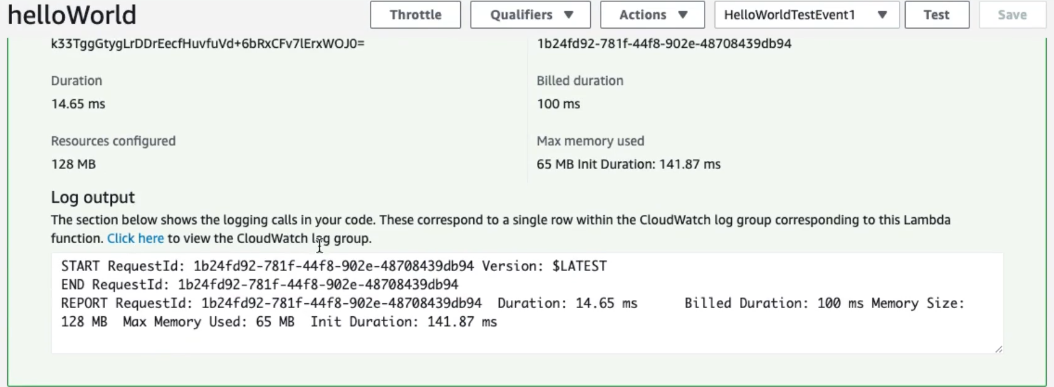 helloWorld
Throttle
Qualifiers
Actions
HelloWorldTestEvent1
Test
Save
k33TggGtygLrDDrEecfHuvfuVd+6bRxCFv7lErxWOJ0=
1b24fd92-781f-44f8-902e-48708439db94
Duration
Billed duration
14.65 ms
100 ms
Resources configured
Max memory used
128 MB
65 MB Init Duration: 141.87 ms
Log output
The section below shows the logging calls in your code. These correspond to a single row within the CloudWatch log group corresponding to this Lambda
function. Click here to view the CloudWatch log group.
START RequestId: 1b24fd92-781f-44f8-902e-48708439db94 Version: $LATEST
END RequestId: 1b24fd92-781f-44f8-902e-48708439db94
REPORT RequestId: 1b24fd92-781f-44f8-902e-48708439db94 Duration: 14.65 ms Billed Duration: 100 ms Memory Size:
128 MB Max Memory Used: 65 MB Init Duration: 141.87 ms